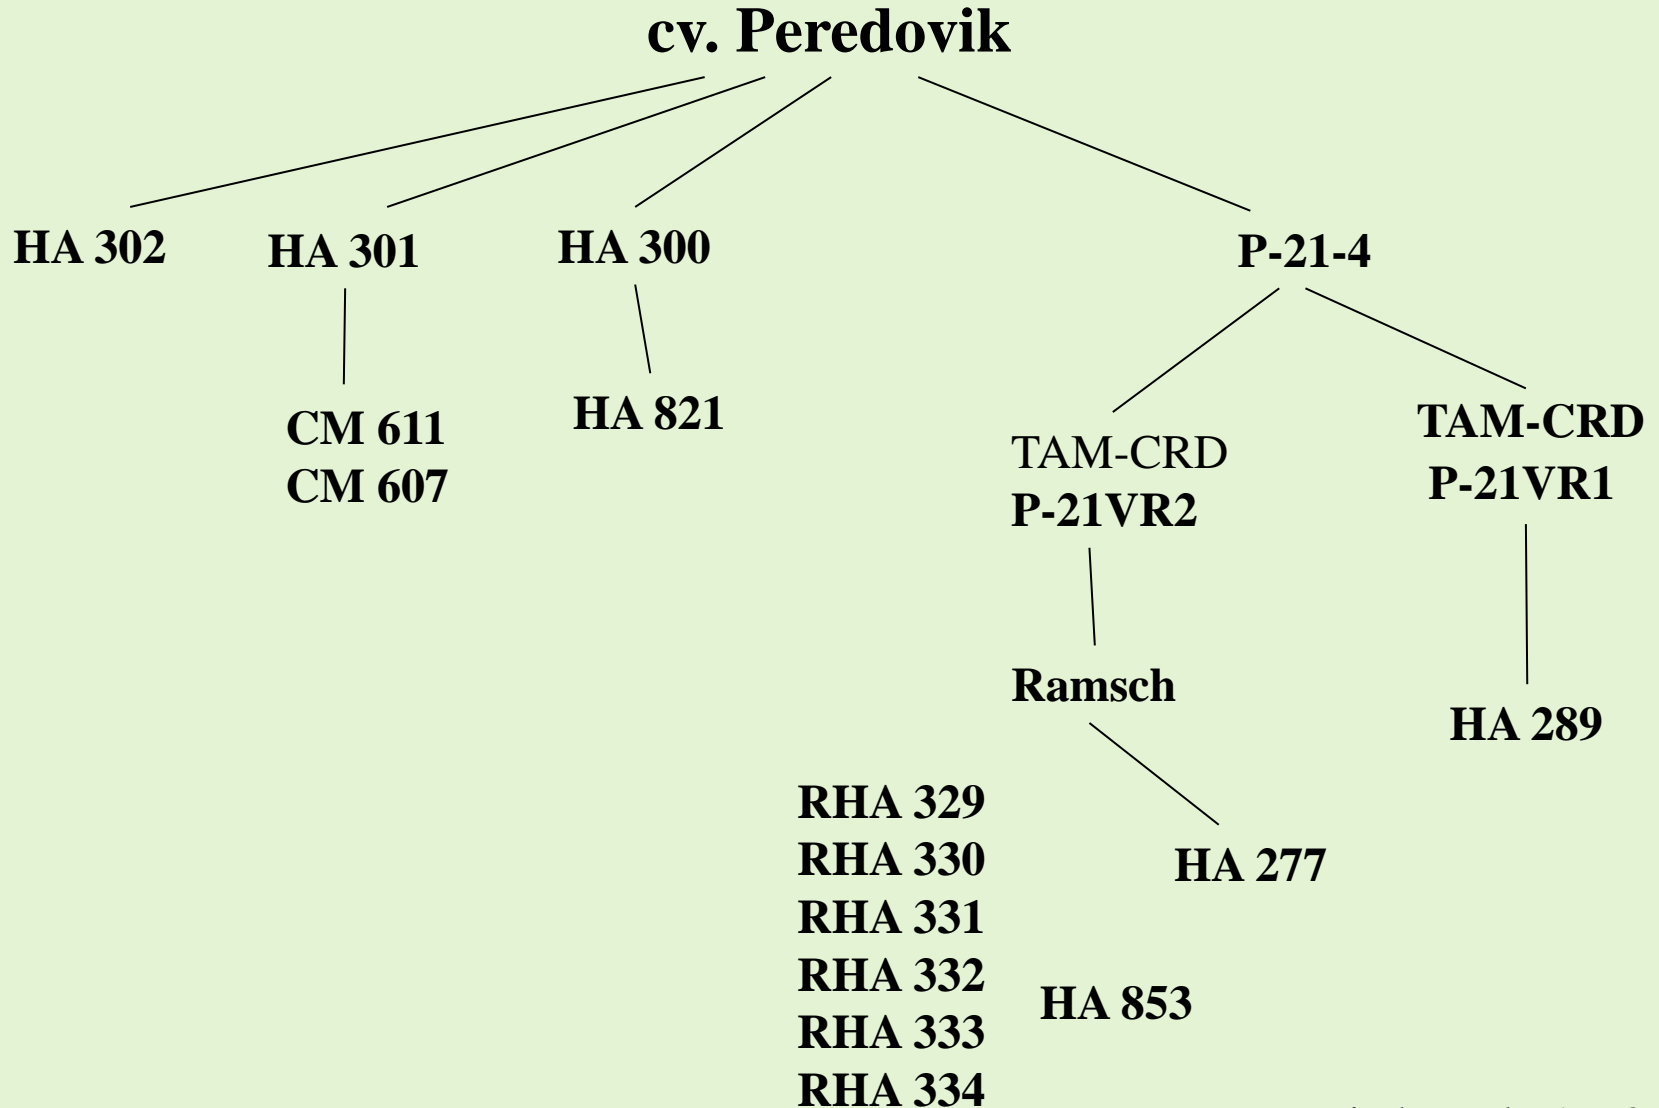 cv. Peredovik
HA 302
HA 301
HA 300
P-21-4
CM 611
CM 607
HA 821
TAM-CRD
P-21VR2
TAM-CRD
P-21VR1
Ramsch
HA 289
RHA 329
RHA 330
RHA 331
RHA 332
RHA 333
RHA 334
HA 277
HA 853